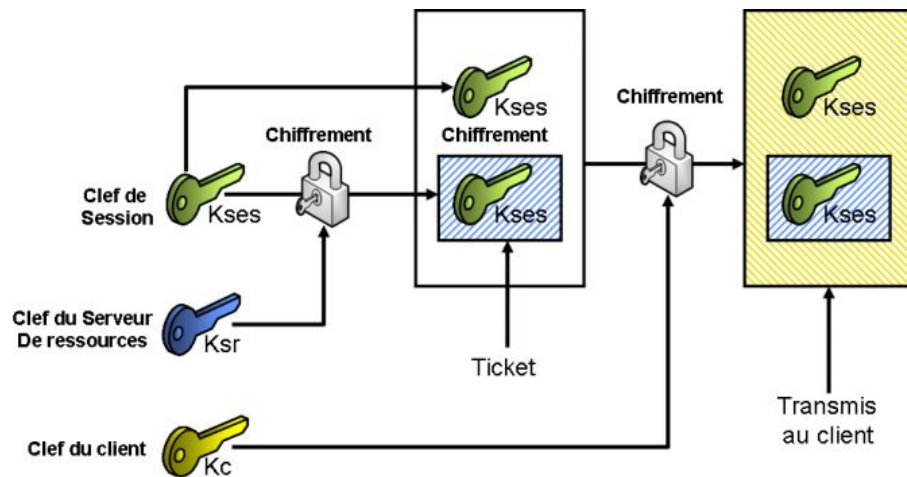 Kses
Chiffrement
Chiffrement
Chiffrement
Kses
Clef de
Session
Kses
Kses
Kses
Kses
Clef du Serveur
De ressources
Ksr
Ticket
Transmis
au client
Clef du client
Kc